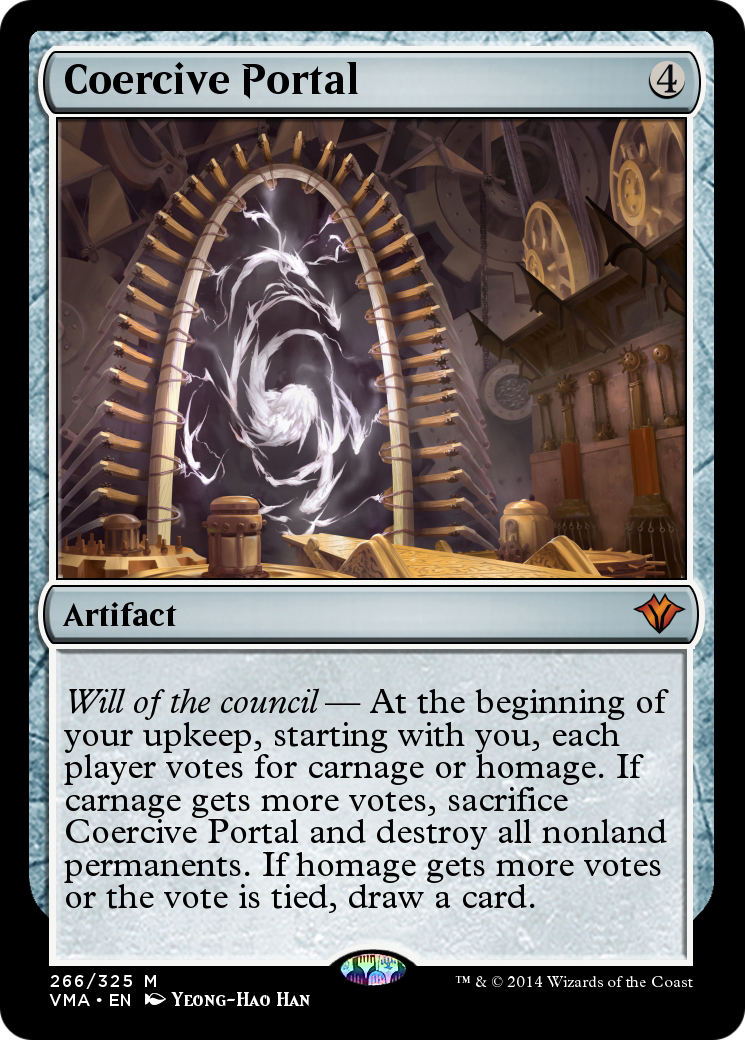 Coercive Portal 4
Artifact
Will of the council — At the beginning of
your upkeep, starting with you, each
player votes for carnage or homage. If
carnage gets more votes, sacrifice
Coercive Portal and destroy all nonland
permanents. If homage gets more votes
or the vote is tied, draw a card.
266/325 M
VMA • EN Yeong-Hao Han
™ & © 2014 Wizards of the Coast